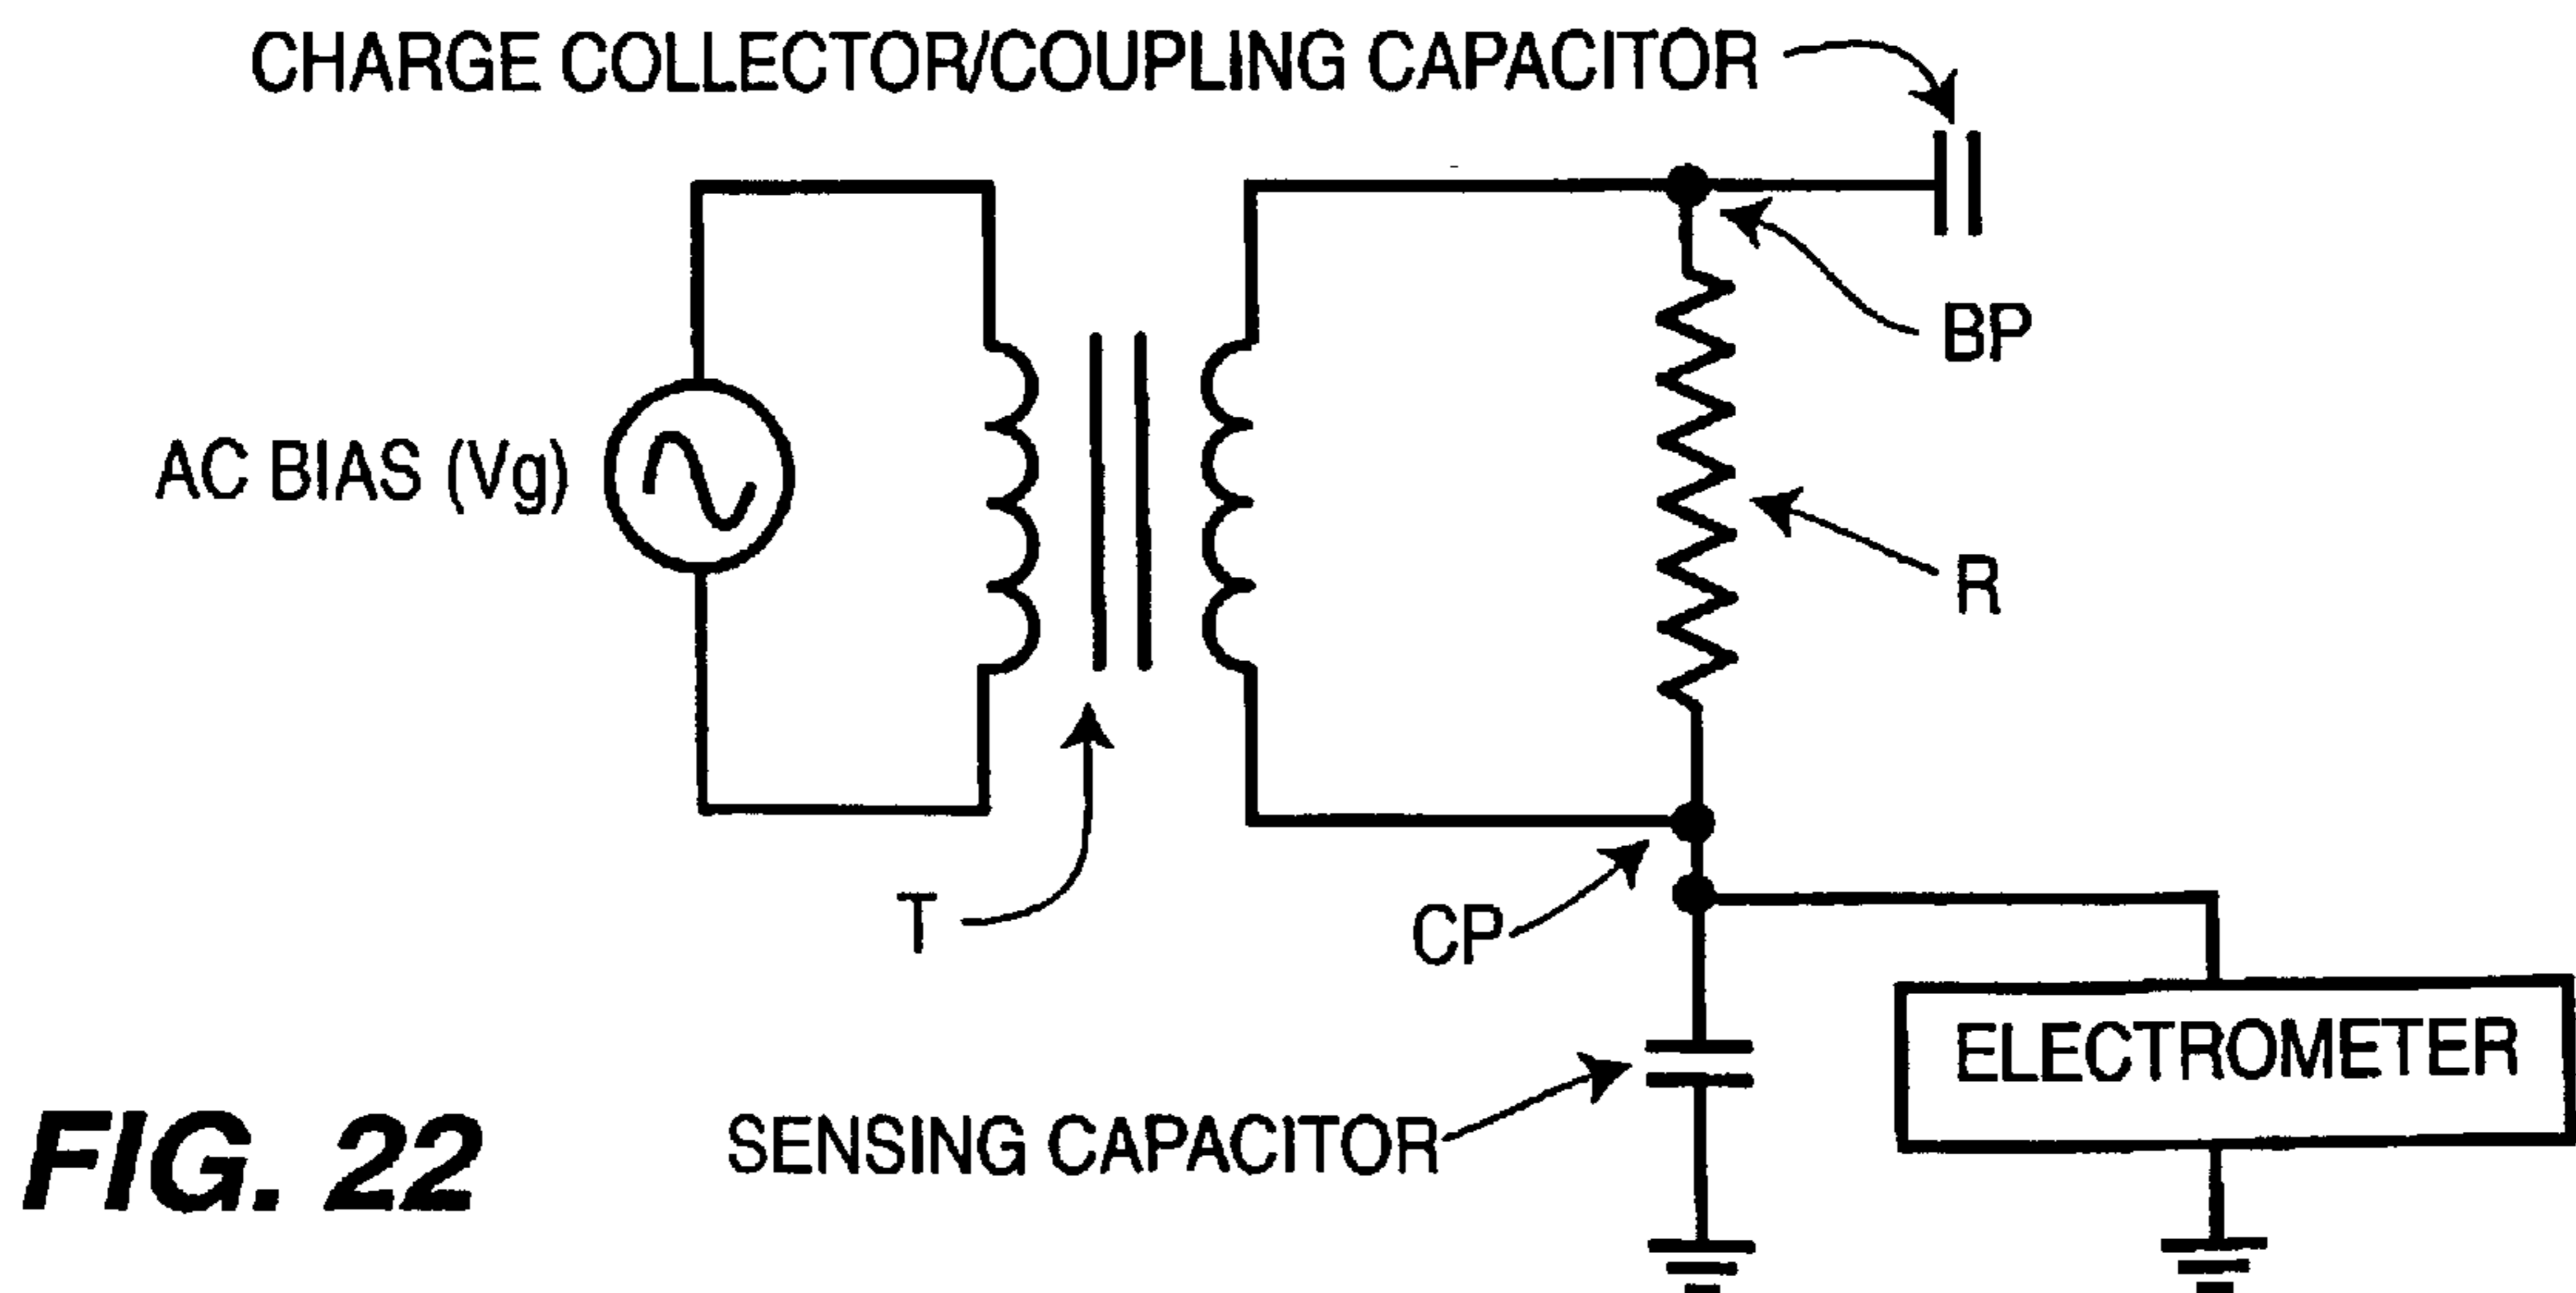 CHARGE COLLECTOR/COUPLING CAPACITOR
BP
AC BIAS (Vg)
R
T
CP
ELECTROMETER
SENSING CAPACITOR
FIG. 22